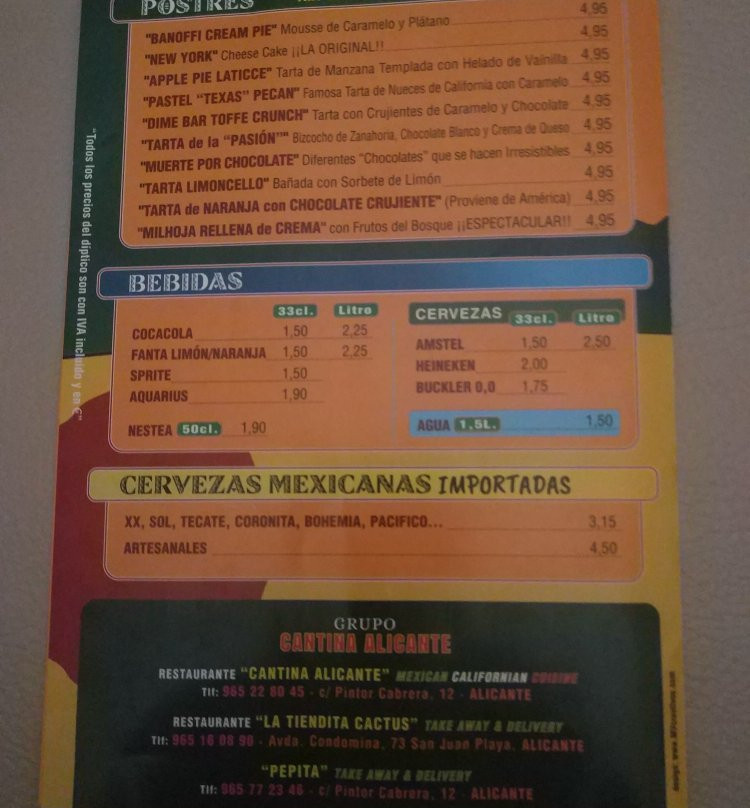 POSTRES
"BANOFFI CREAM PIE" Mousse de Caramelo y Plátano 4,95
"NEW YORK" Cheese Cake ¡¡LA ORIGINAL!! 4,95
"APPLE PIE LATICCE" Tarta de Manzana Templada con Helado de Vainilla 4,95
"PASTEL "TEXAS" PECAN" Famosa Tarta de Nueces de California con Caramelo 4,95
"DIME BAR TOFFE CRUNCH" Tarta con Crujientes de Caramelo y Chocolate 4,95
"TARTA de la "PASIÓN"" Bizcocho de Zanahoria, Chocolate Blanco y Crema de Queso 4,95
"MUERTE POR CHOCOLATE" Diferentes "Chocolates" que se hacen Irresistibles 4,95
"TARTA LIMONCELLO" Bañada con Sorbete de Limón 4,95
"TARTA de NARANJA con CHOCOLATE CRUJIENTE" (Proviene de América) 4,95
"MILHOJA RELLENA de CREMA" con Frutos del Bosque ¡¡ESPECTACULAR!! 4,95
"Todos los precios del díptico son con IVA incluido y en €"
BEBIDAS
33cl. Litro
COCACOLA 1,50 2,25
FANTA LIMÓN/NARANJA 1,50 2,25
SPRITE 1,50
AQUARIUS 1,90
NESTEA 50cl. 1,90
CERVEZAS 33cl. Litro
AMSTEL 1,50 2,50
HEINEKEN 2,00
BUCKLER 0,0 1,75
AGUA 1,5L. 1,50
CERVEZAS MEXICANAS IMPORTADAS
XX, SOL, TECATE, CORONITA, BOHEMIA, PACIFICO... 3,15
ARTESANALES 4,50
GRUPO
CANTINA ALICANTE
RESTAURANTE "CANTINA ALICANTE" MEXICAN CALIFORNIAN CUISINE
Tlf: 965 22 80 45 - c/ Pintor Cabrera, 12 - ALICANTE
RESTAURANTE "LA TIENDITA CACTUS" TAKE AWAY & DELIVERY
Tlf: 965 16 08 90 - Avda. Condomina, 73 San Juan Playa. ALICANTE
"PEPITA" TAKE AWAY & DELIVERY
Tlf: 965 77 23 46 - c/ Pintor Cabrera, 12 - ALICANTE